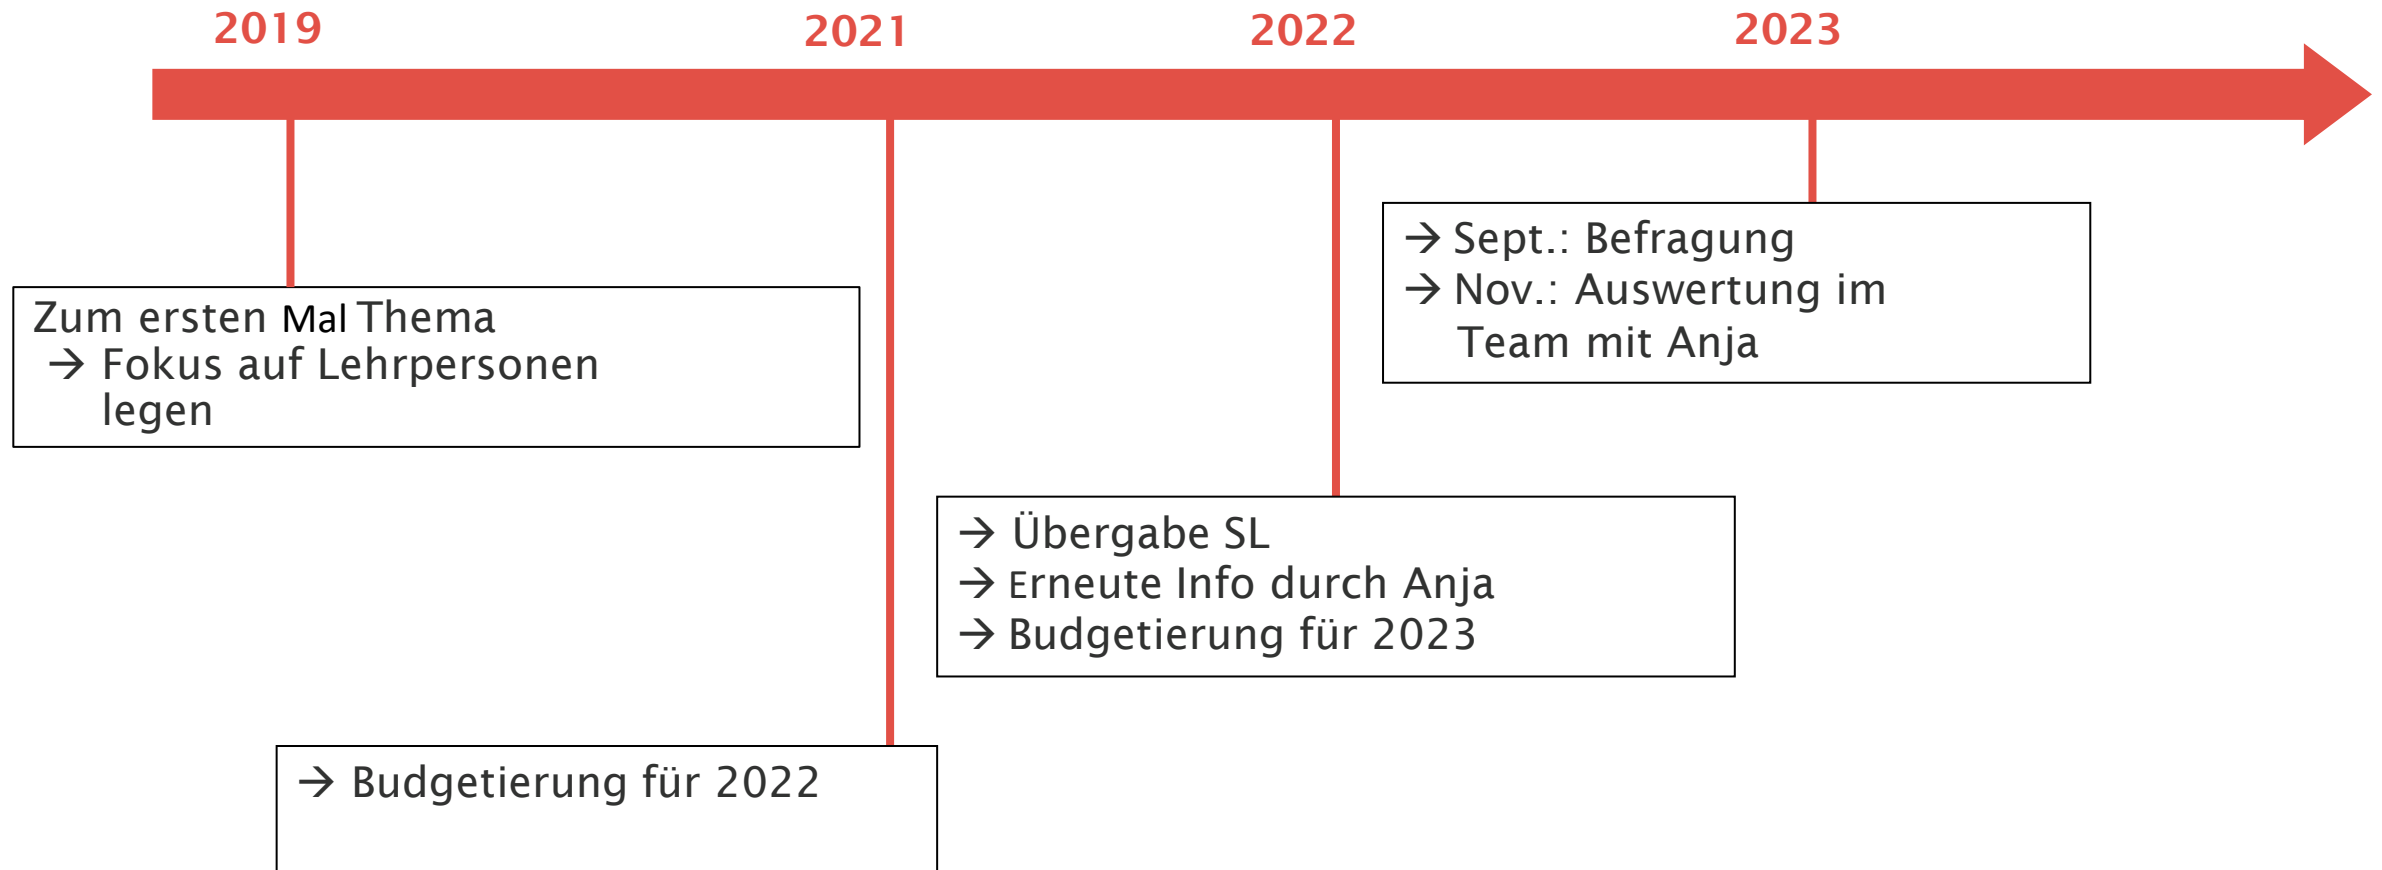 2019
2021
2022
2023
Zum ersten Mal Thema
→ Fokus auf Lehrpersonen
legen
→ Sept.: Befragung
→ Nov.: Auswertung im
Team mit Anja
→ Übergabe SL
→ Erneute Info durch Anja
→ Budgetierung für 2023
→ Budgetierung für 2022